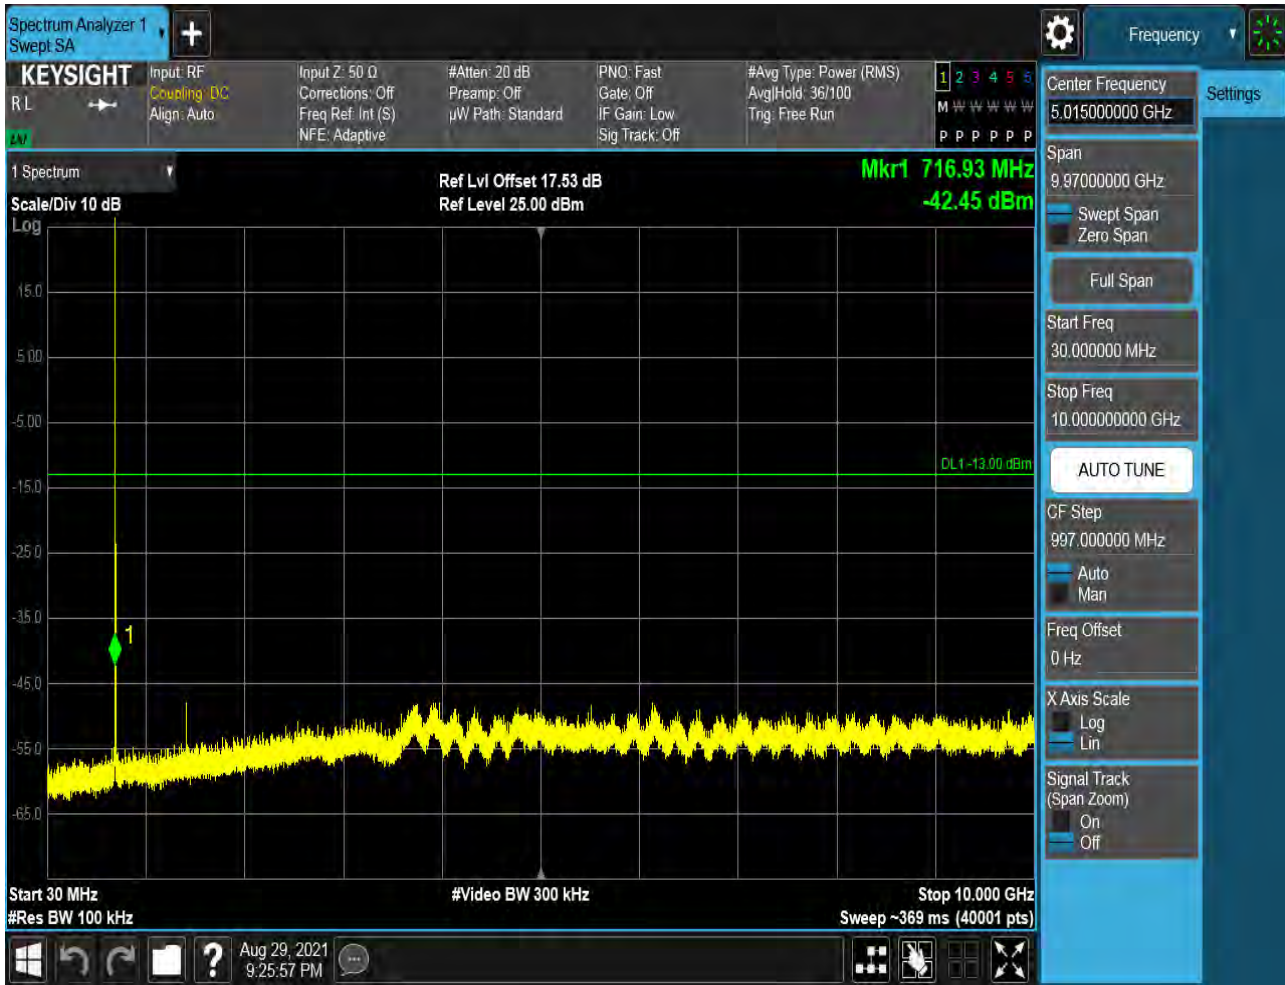 Spectrum Analyzer 1
Swept SA
+
Frequency
KEYSIGHT
R L
Input: RF
Coupling: DC
Align: Auto
Input Z: 50 Ω
Corrections: Off
Freq Ref: Int (S)
NFE: Adaptive
#Atten: 20 dB
Preamp: Off
µW Path: Standard
PNO: Fast
Gate: Off
IF Gain: Low
Sig Track: Off
#Avg Type: Power (RMS)
Avg|Hold: 36/100
Trig: Free Run
1 2 3 4 5 6
M W W W W W
P P P P P P
1 Spectrum
Scale/Div 10 dB
Log
Ref Lvl Offset 17.53 dB
Ref Level 25.00 dBm
Mkr1 716.93 MHz
-42.45 dBm
15.0
5.00
-5.00
-15.0
-25.0
-35.0
-45.0
-55.0
-65.0
DL1 -13.00 dBm
1
Start 30 MHz
#Res BW 100 kHz
#Video BW 300 kHz
Stop 10.000 GHz
Sweep ~369 ms (40001 pts)
Center Frequency
5.015000000 GHz
Settings
Span
9.97000000 GHz
Swept Span
Zero Span
Full Span
Start Freq
30.000000 MHz
Stop Freq
10.000000000 GHz
AUTO TUNE
CF Step
997.000000 MHz
Auto
Man
Freq Offset
0 Hz
X Axis Scale
Log
Lin
Signal Track
(Span Zoom)
On
Off
?
Aug 29, 2021
9:25:57 PM